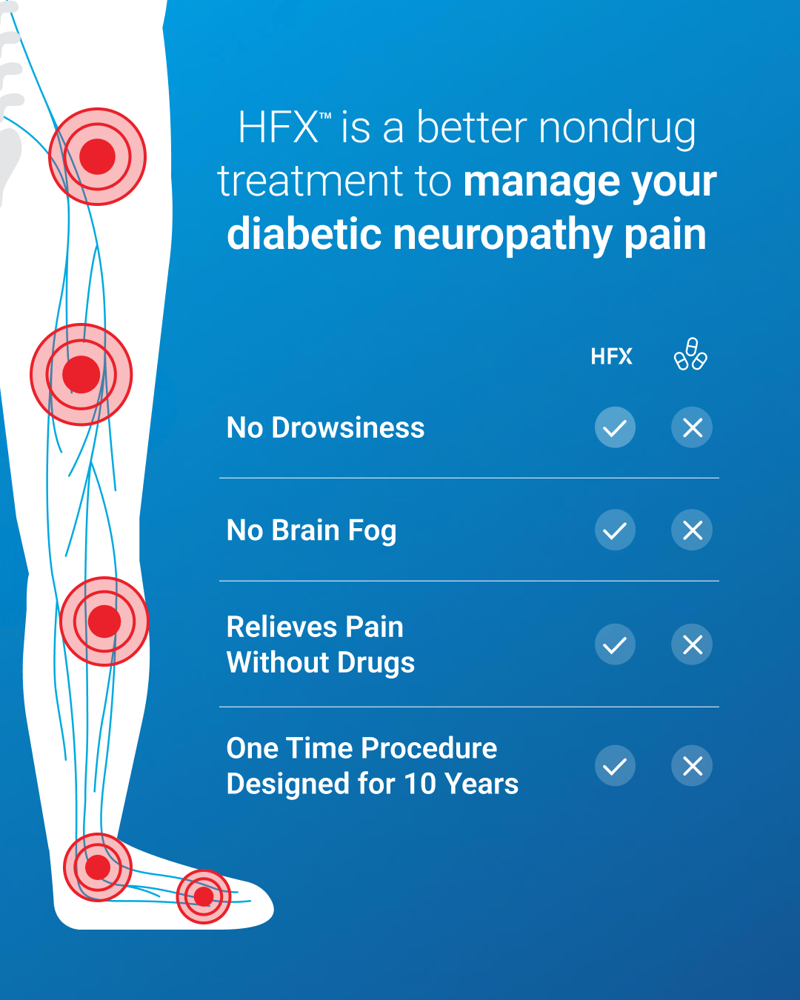 HFX™ is a better nondrug
treatment to manage your
diabetic neuropathy pain
HFX
No Drowsiness
No Brain Fog
Relieves Pain
Without Drugs
One Time Procedure
Designed for 10 Years